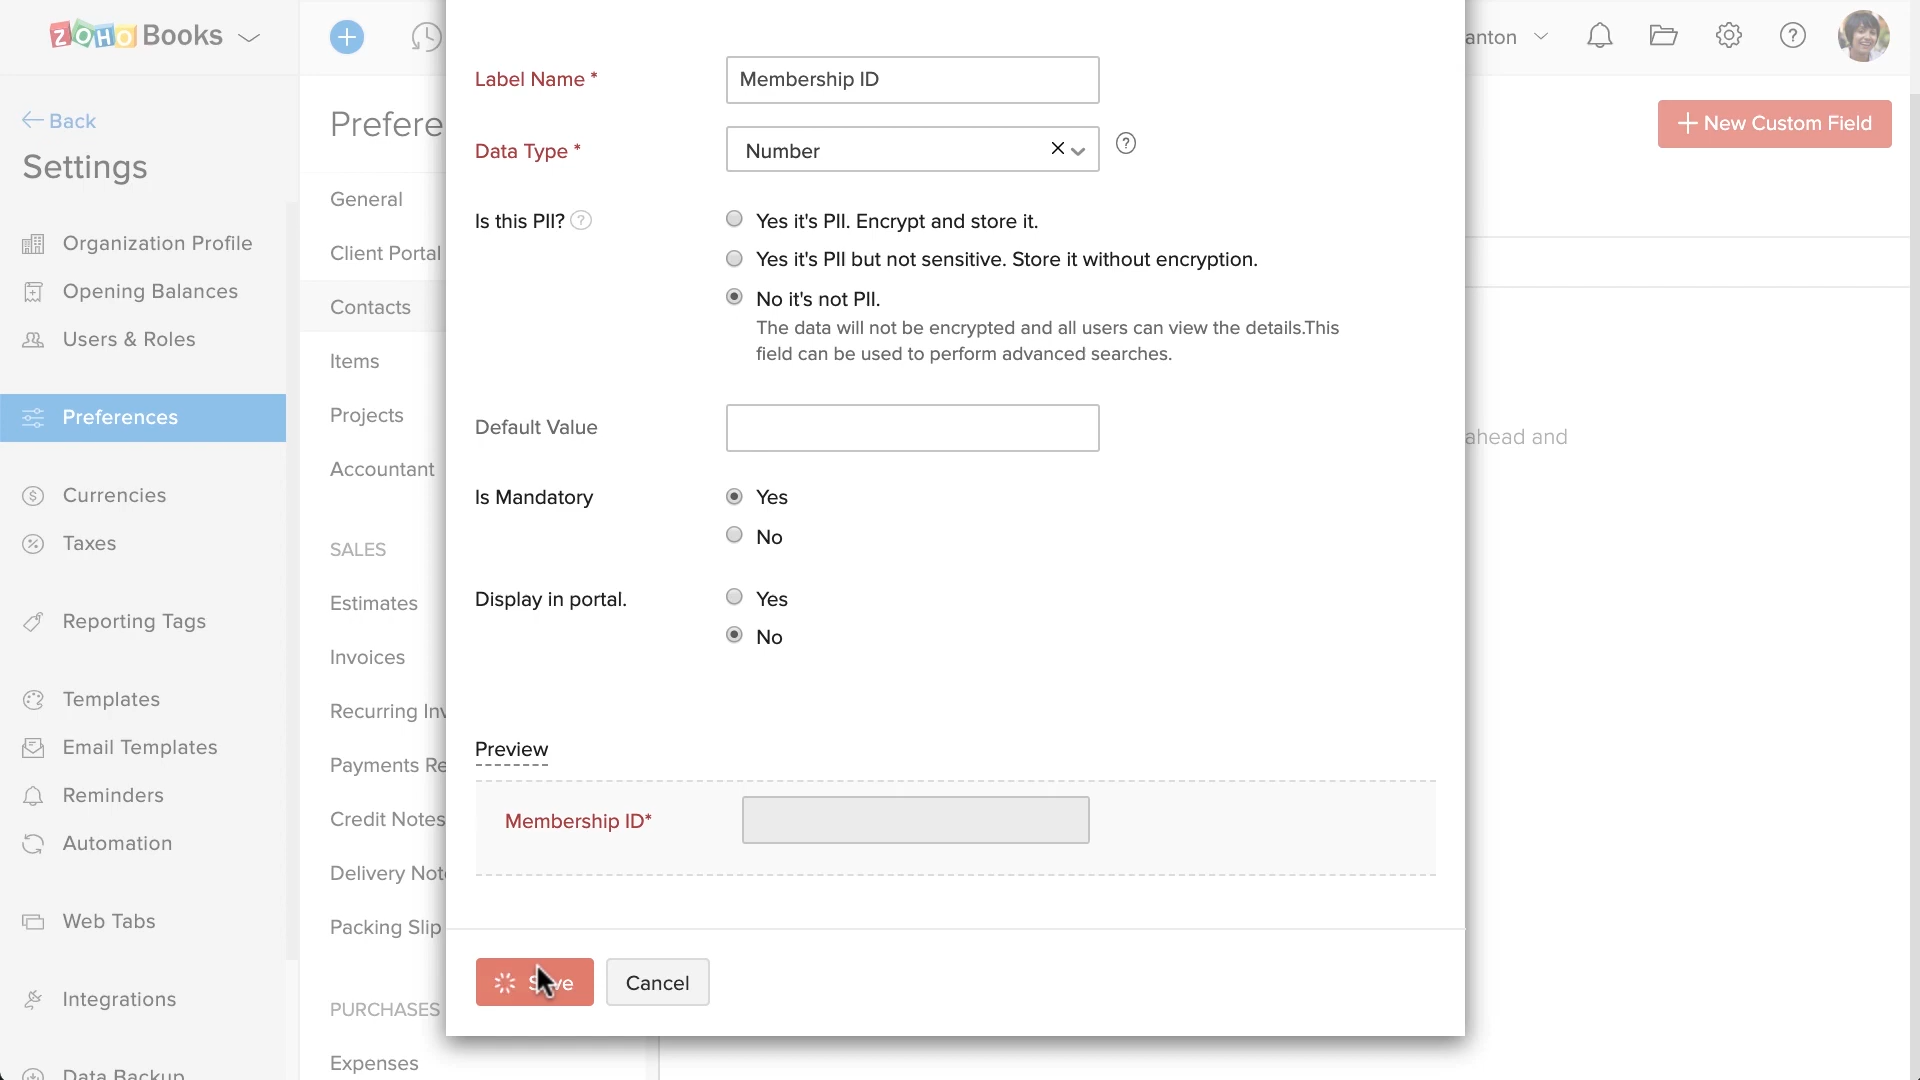 ZOHO Books
Back
Settings
Organization Profile
Opening Balances
Users & Roles
Preferences
Currencies
Taxes
Reporting Tags
Templates
Email Templates
Reminders
Automation
Web Tabs
Integrations
Data Backup
Prefere
General
Client Portal
Contacts
Items
Projects
Accountant
SALES
Estimates
Invoices
Recurring Inv
Payments Re
Credit Notes
Delivery Note
Packing Slip
PURCHASES
Expenses
Label Name *
Membership ID
Data Type *
Number
Is this PII?
Yes it's PII. Encrypt and store it.
Yes it's PII but not sensitive. Store it without encryption.
No it's not PII.
The data will not be encrypted and all users can view the details.This
field can be used to perform advanced searches.
Default Value
Is Mandatory
Yes
No
Display in portal.
Yes
No
Preview
Membership ID*
Save
Cancel
anton
+ New Custom Field
ahead and